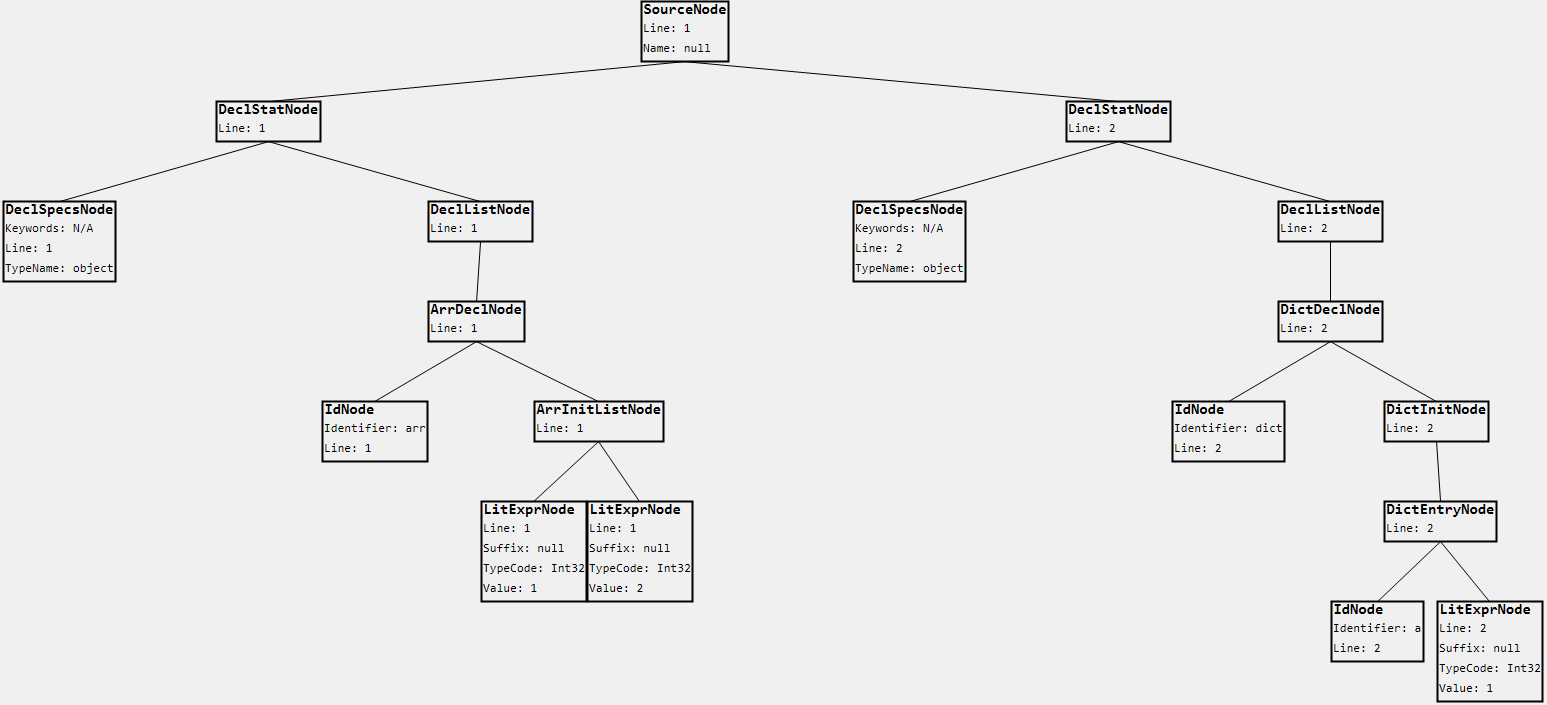 SourceNode
Line: 1
Name: null
DeclStatNode
Line: 1
DeclStatNode
Line: 2
DeclSpecsNode
Keywords: N/A
Line: 1
TypeName: object
DeclListNode
Line: 1
DeclSpecsNode
Keywords: N/A
Line: 2
TypeName: object
DeclListNode
Line: 2
ArrDeclNode
Line: 1
DictDeclNode
Line: 2
IdNode
Identifier: arr
Line: 1
ArrInitListNode
Line: 1
IdNode
Identifier: dict
Line: 2
DictInitNode
Line: 2
LitExprNode
Line: 1
Suffix: null
TypeCode: Int32
Value: 1
LitExprNode
Line: 1
Suffix: null
TypeCode: Int32
Value: 2
DictEntryNode
Line: 2
IdNode
Identifier: a
Line: 2
LitExprNode
Line: 2
Suffix: null
TypeCode: Int32
Value: 1